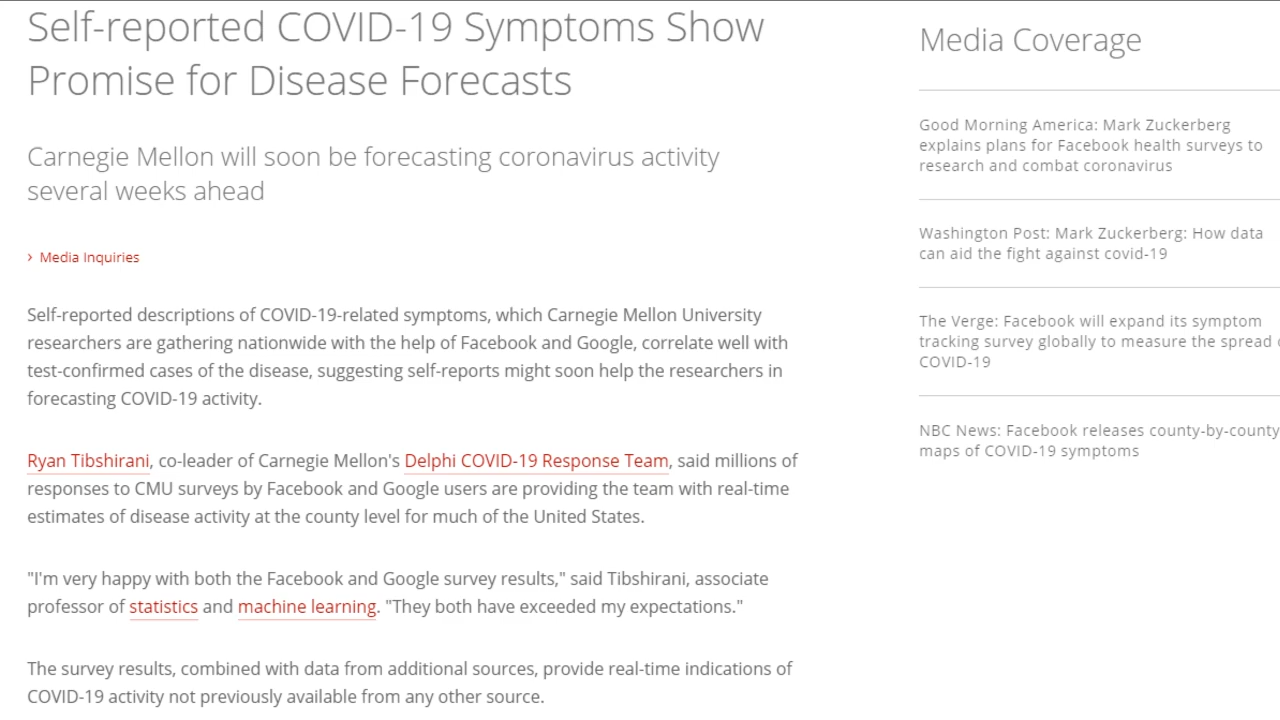 Self-reported COVID-19 Symptoms Show
Promise for Disease Forecasts
Carnegie Mellon will soon be forecasting coronavirus activity
several weeks ahead
› Media Inquiries
Self-reported descriptions of COVID-19-related symptoms, which Carnegie Mellon University
researchers are gathering nationwide with the help of Facebook and Google, correlate well with
test-confirmed cases of the disease, suggesting self-reports might soon help the researchers in
forecasting COVID-19 activity.
Ryan Tibshirani, co-leader of Carnegie Mellon's Delphi COVID-19 Response Team, said millions of
responses to CMU surveys by Facebook and Google users are providing the team with real-time
estimates of disease activity at the county level for much of the United States.
"I'm very happy with both the Facebook and Google survey results," said Tibshirani, associate
professor of statistics and machine learning. "They both have exceeded my expectations."
The survey results, combined with data from additional sources, provide real-time indications of
COVID-19 activity not previously available from any other source.
Media Coverage
Good Morning America: Mark Zuckerberg
explains plans for Facebook health surveys to
research and combat coronavirus
Washington Post: Mark Zuckerberg: How data
can aid the fight against covid-19
The Verge: Facebook will expand its symptom
tracking survey globally to measure the spread
COVID-19
NBC News: Facebook releases county-by-county
maps of COVID-19 symptoms